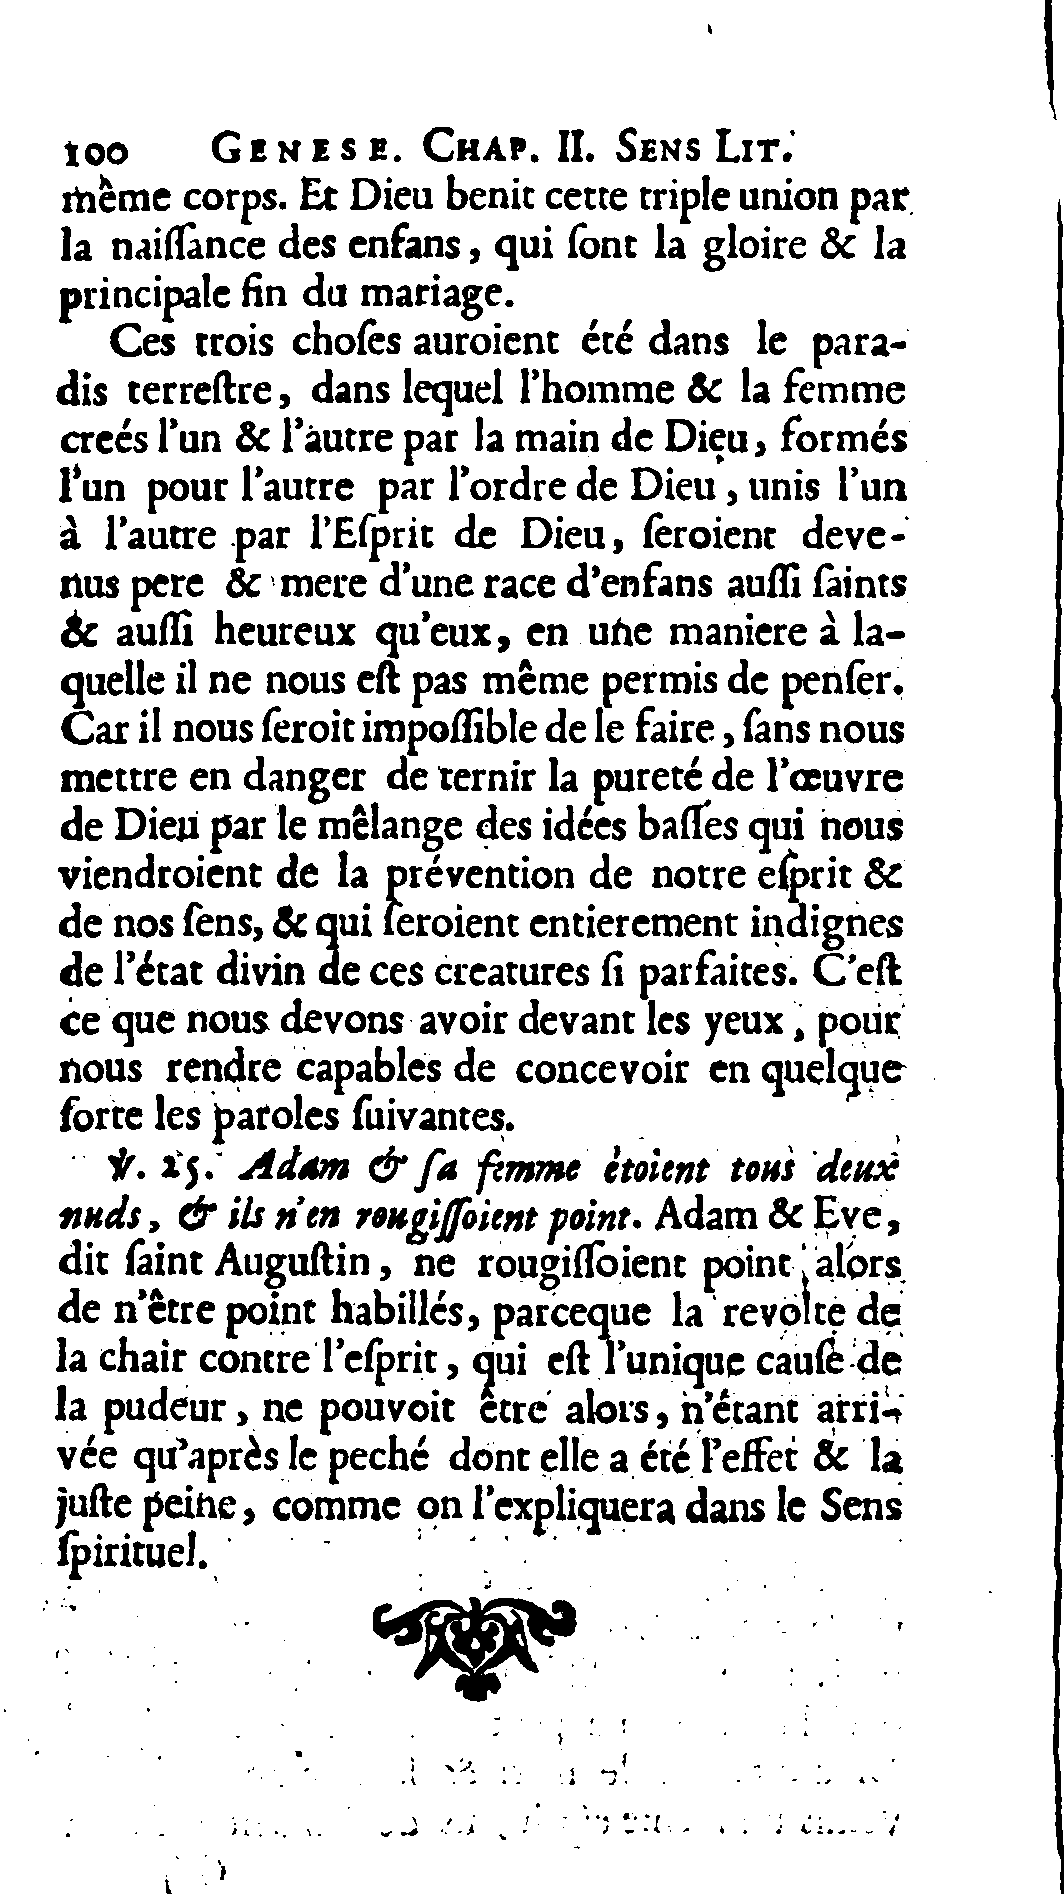 100 GENESE. CHAP. II. SENS LIT.
même corps. Et Dieu benit cette triple union par
la naiſſance des enfans, qui ſont la gloire & la
principale fin du mariage.
Ces trois choſes auroient été dans le para-
dis terreſtre, dans lequel l'homme & la femme
creés l'un & l'autre par la main de Dieu, formés
l'un pour l'autre par l'ordre de Dieu, unis l'un
à l'autre par l'Eſprit de Dieu, ſeroient deve-
nus pere & mere d'une race d'enfans auſſi ſaints
& auſſi heureux qu'eux, en une maniere à la-
quelle il ne nous eſt pas même permis de penſer.
Car il nous ſeroit impoſſible de le faire, ſans nous
mettre en danger de ternir la pureté de l'œuvre
de Dieu par le mêlange des idées baſſes qui nous
viendroient de la prévention de notre eſprit &
de nos ſens, & qui ſeroient entierement indignes
de l'état divin de ces creatures ſi parfaites. C'eſt
ce que nous devons avoir devant les yeux, pour
nous rendre capables de concevoir en quelque
ſorte les paroles ſuivantes.
℣. 25. Adam & ſa femme étoient tous deux
nuds, & ils n'en rougiſſoient point. Adam & Eve,
dit ſaint Auguſtin, ne rougiſſoient point alors
de n'être point habillés, parceque la revolte de
la chair contre l'eſprit, qui eſt l'unique cauſe de
la pudeur, ne pouvoit être alors, n'étant arri-
vée qu'après le peché dont elle a été l'effet & la
juſte peine, comme on l'expliquera dans le Sens
ſpirituel.